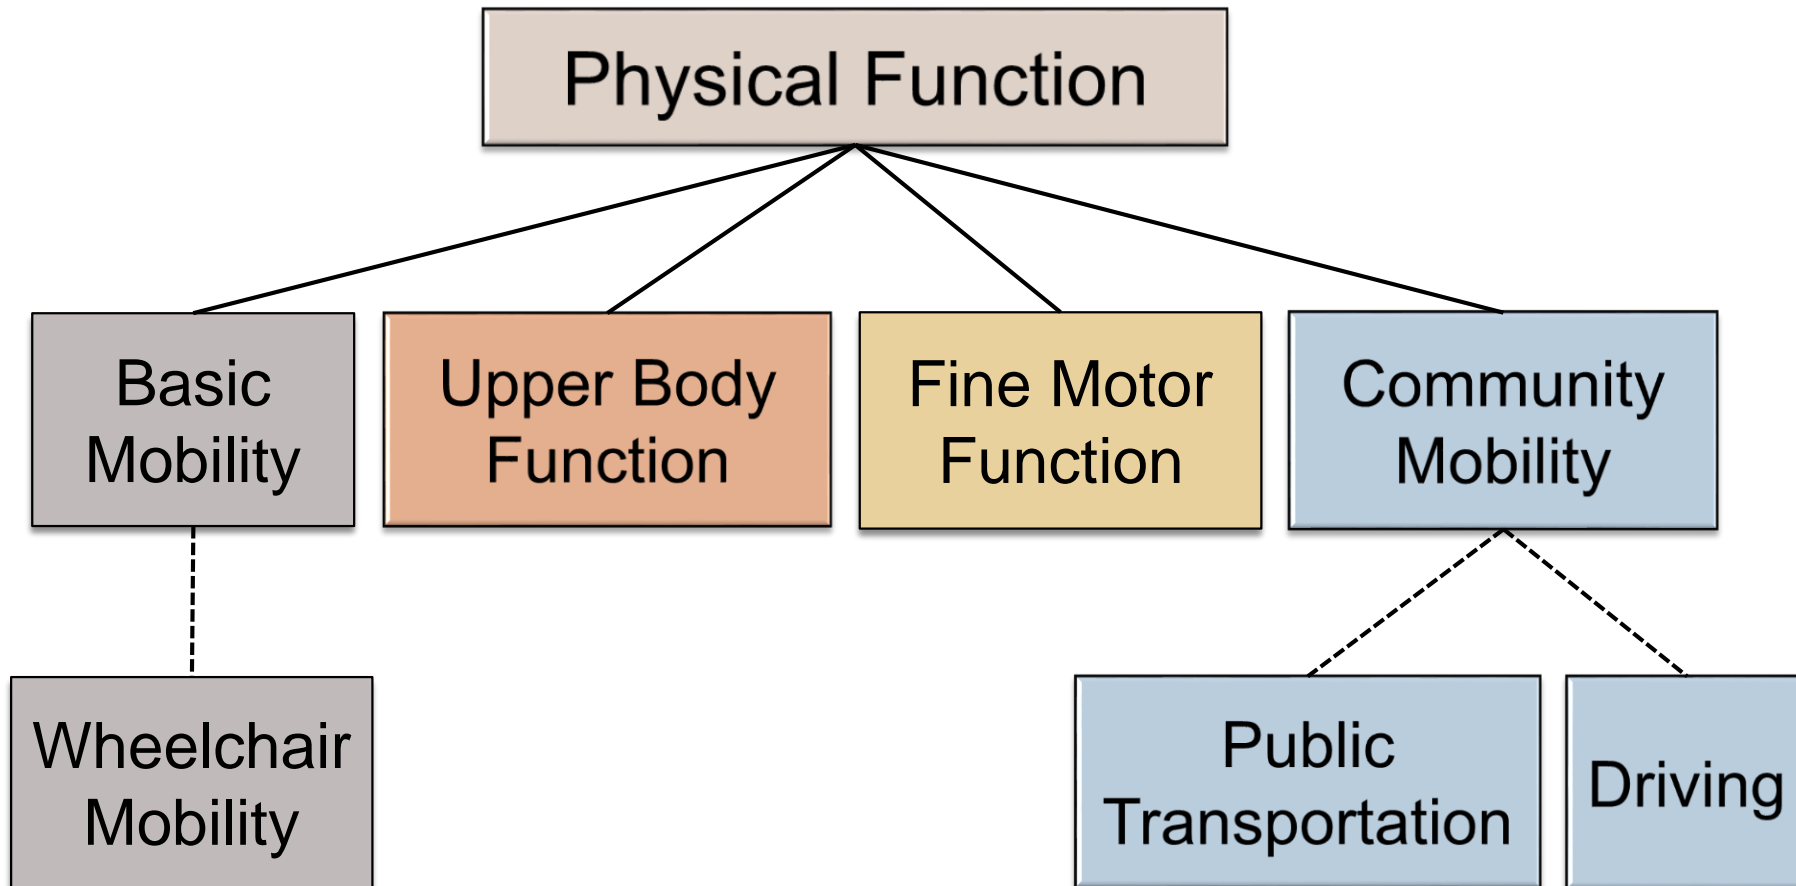 Physical Function
Basic
Mobility
Upper Body
Function
Fine Motor
Function
Community
Mobility
Wheelchair
Mobility
Public
Transportation
Driving